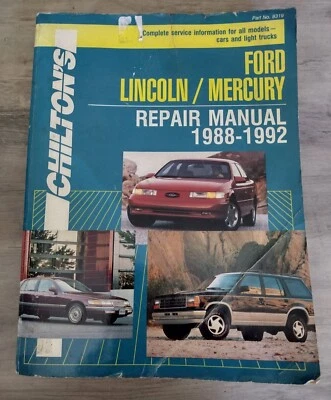 Part No. 8319
Complete service information for all models—
cars and light trucks
CHILTON'S
FORD
LINCOLN / MERCURY
REPAIR MANUAL
1988-1992